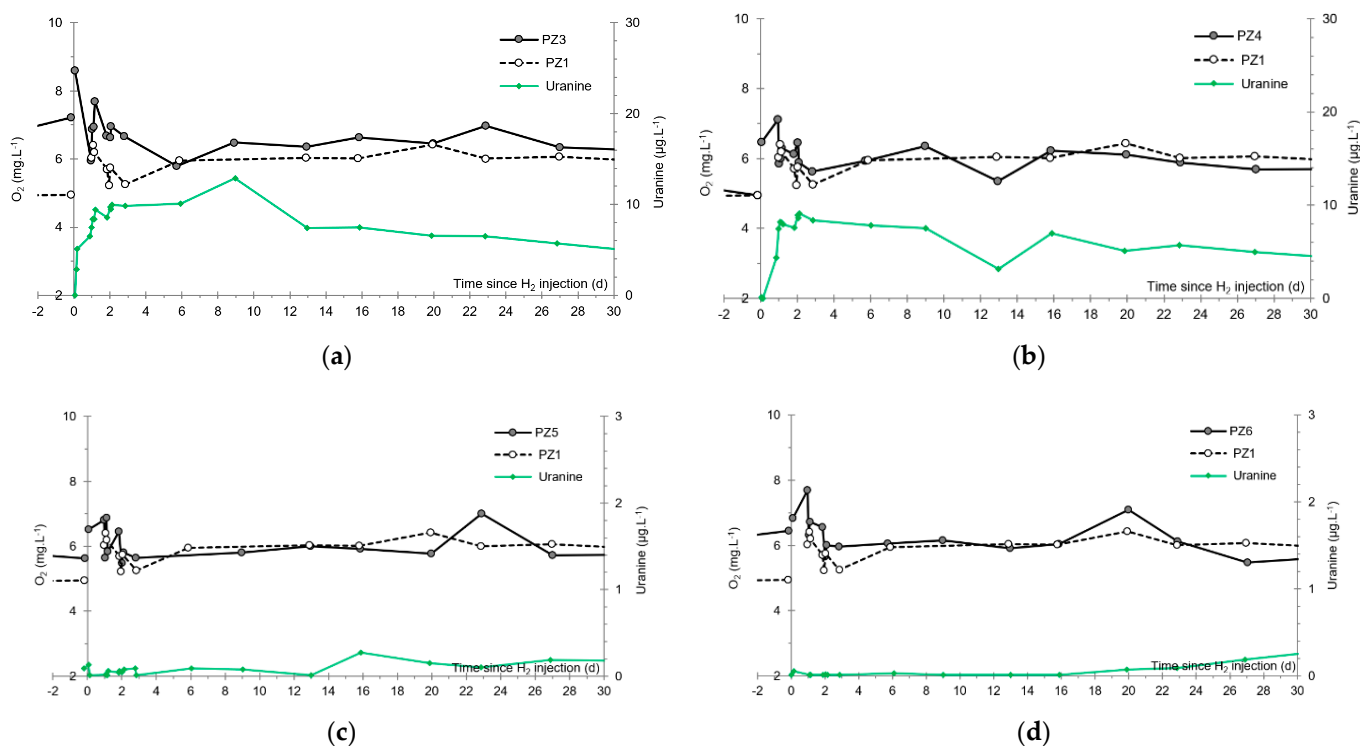 10
8
6
4
2
O₂ (mg.L⁻¹)
30
20
10
0
Uranine (µg.L⁻¹)
PZ3
PZ1
Uranine
Time since H₂ injection (d)
-2 0 2 4 6 8 10 12 14 16 18 20 22 24 26 28 30
(a)
10
8
6
4
2
O₂ (mg.L⁻¹)
30
20
10
0
Uranine (µg.L⁻¹)
PZ4
PZ1
Uranine
Time since H₂ injection (d)
-2 0 2 4 6 8 10 12 14 16 18 20 22 24 26 28 30
(b)
10
8
6
4
2
O₂ (mg.L⁻¹)
3
2
1
0
Uranine (µg.L⁻¹)
PZ5
PZ1
Uranine
Time since H₂ injection (d)
-2 0 2 4 6 8 10 12 14 16 18 20 22 24 26 28 30
(c)
10
8
6
4
2
O₂ (mg.L⁻¹)
3
2
1
0
Uranine (µg.L⁻¹)
PZ6
PZ1
Uranine
Time since H₂ injection (d)
-2 0 2 4 6 8 10 12 14 16 18 20 22 24 26 28 30
(d)